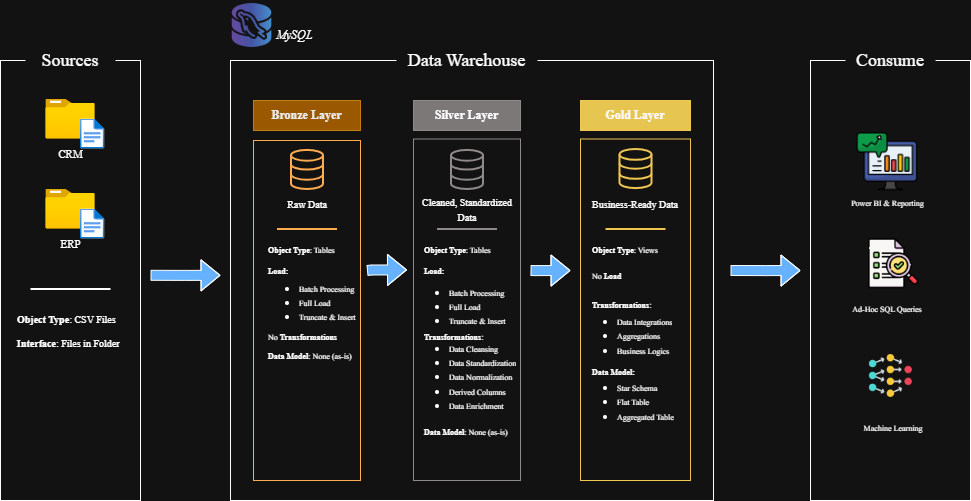 MySQL
Sources
CRM
ERP
Object Type: CSV Files
Interface: Files in Folder
Data Warehouse
Bronze Layer
Raw Data
Object Type: Tables
Load:
Batch Processing
Full Load
Truncate & Insert
No Transformations
Data Model: None (as-is)
Silver Layer
Cleaned, Standardized
Data
Object Type: Tables
Load:
Batch Processing
Full Load
Truncate & Insert
Transformations:
Data Cleansing
Data Standardization
Data Normalization
Derived Columns
Data Enrichment
Data Model: None (as-is)
Gold Layer
Business-Ready Data
Object Type: Views
No Load
Transformations:
Data Integrations
Aggregations
Business Logics
Data Model:
Star Schema
Flat Table
Aggregated Table
Consume
Power BI & Reporting
Ad-Hoc SQL Queries
Machine Learning